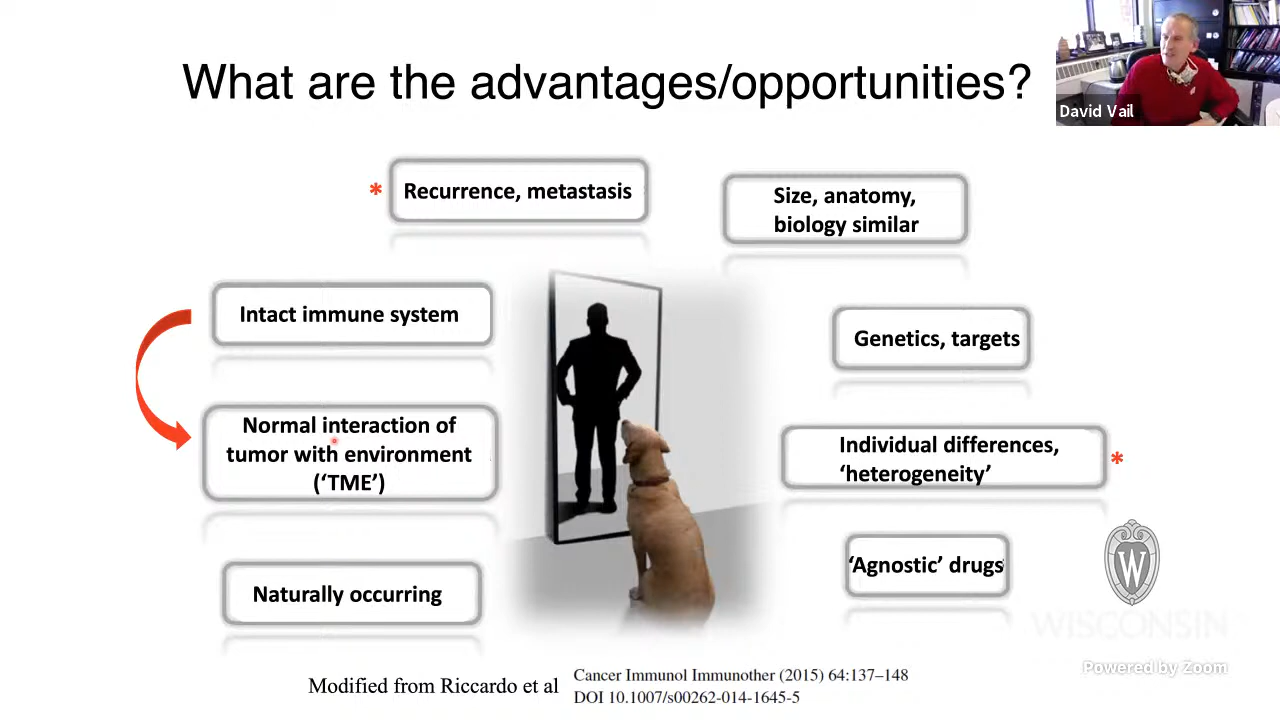 What are the advantages/opportunities?
David Vail
* Recurrence, metastasis
Size, anatomy,
biology similar
Intact immune system
Genetics, targets
Normal interaction of
tumor with environment
(‘TME’)
Individual differences,
‘heterogeneity’ *
Naturally occurring
‘Agnostic’ drugs
W
WISCONSIN
Powered by Zoom
Modified from Riccardo et al
Cancer Immunol Immunother (2015) 64:137–148
DOI 10.1007/s00262-014-1645-5